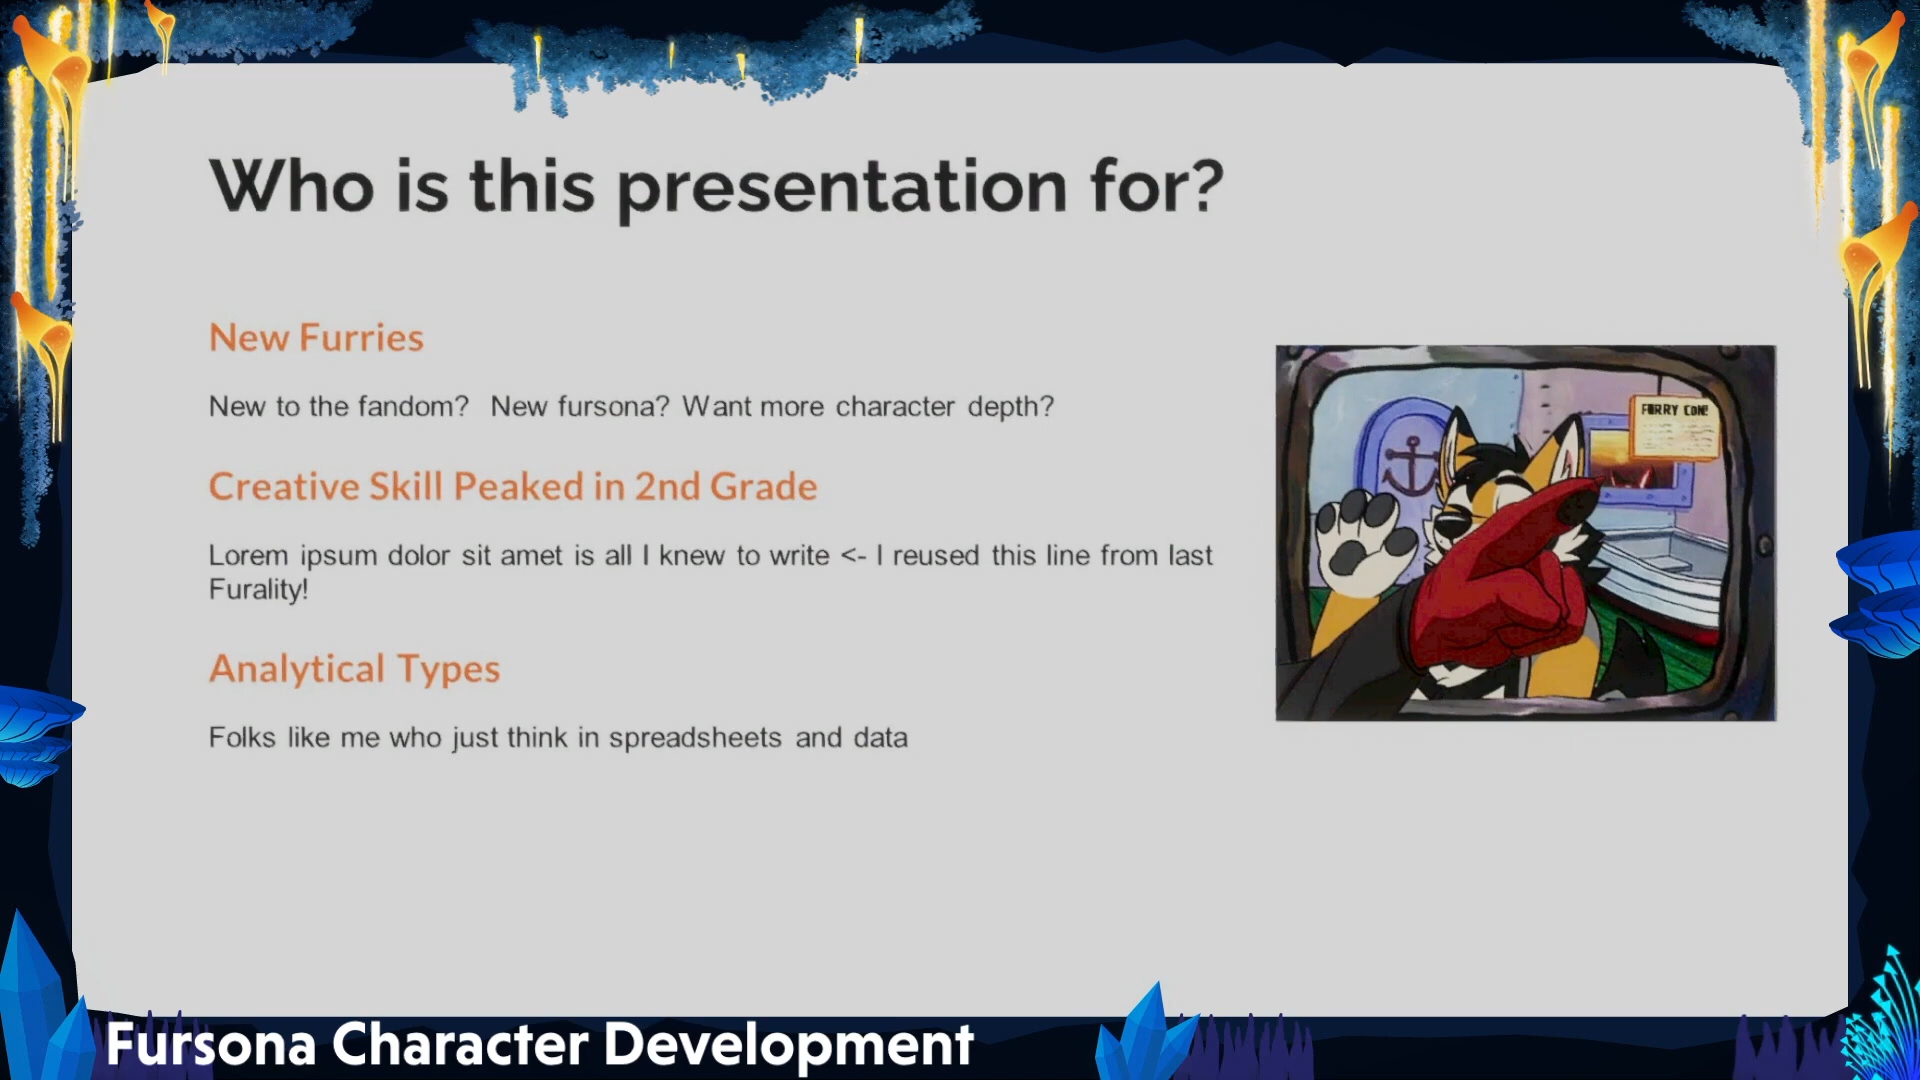 Who is this presentation for?
New Furries
New to the fandom? New fursona? Want more character depth?
Creative Skill Peaked in 2nd Grade
Lorem ipsum dolor sit amet is all I knew to write <- I reused this line from last
Furality!
Analytical Types
Folks like me who just think in spreadsheets and data
FURRY CON!
Fursona Character Development